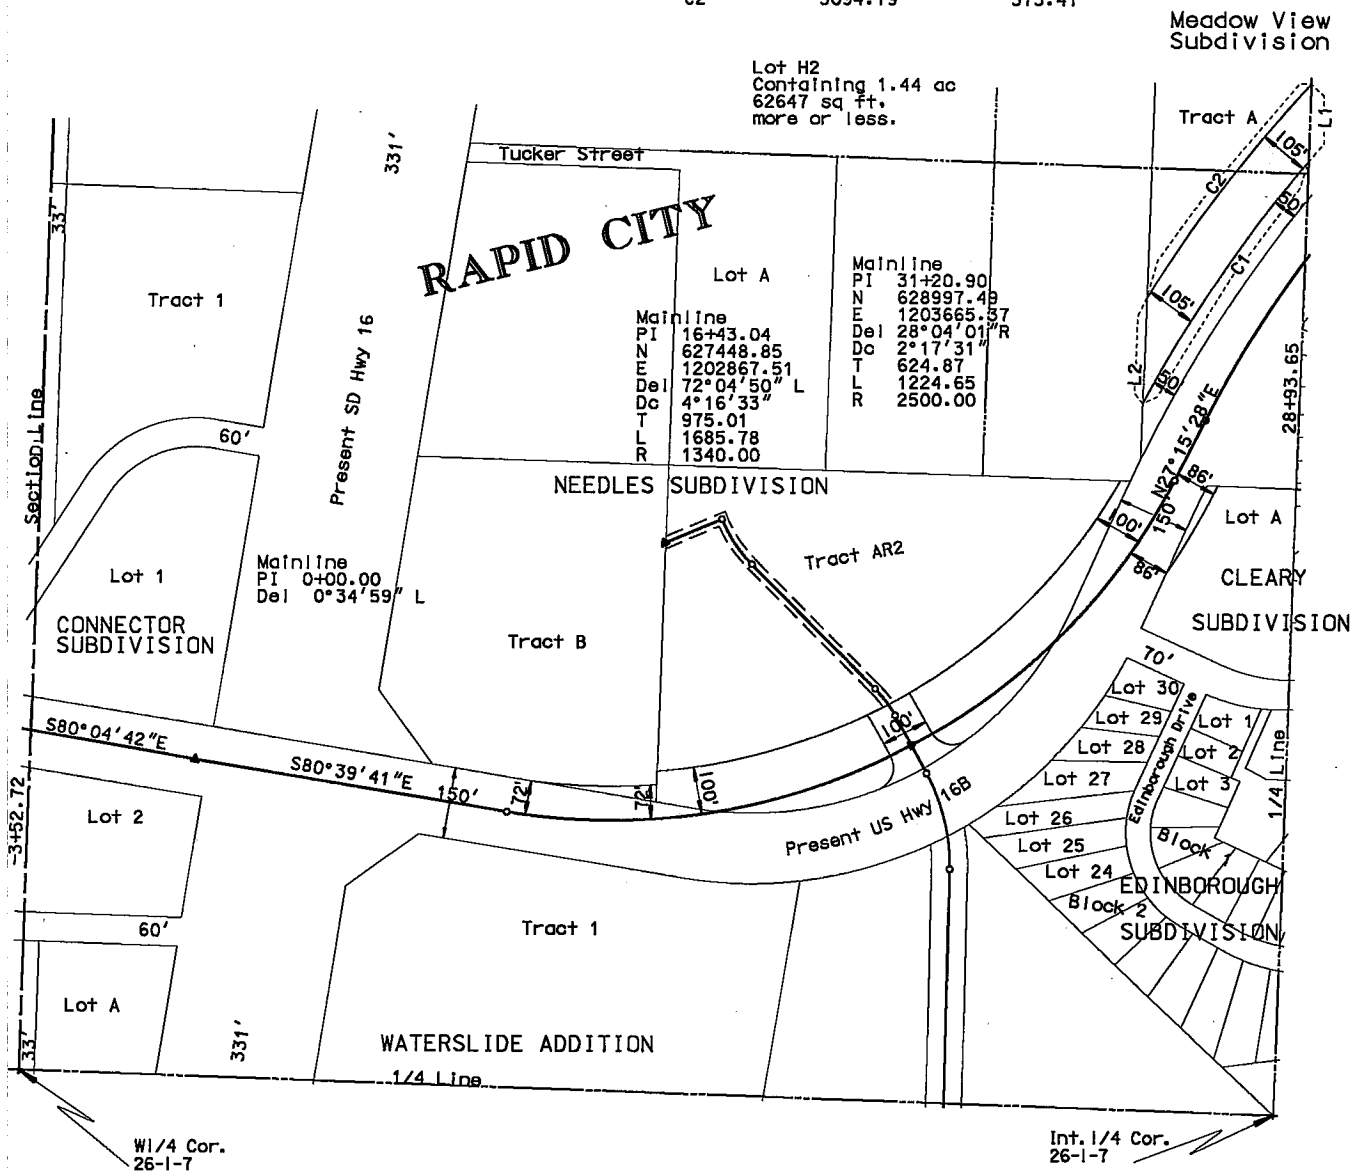 Meadow View
Subdivision
Lot H2
Containing 1.44 ac
62647 sq ft.
more or less.
Tract A
L1
105'
331'
Tucker Street
C2
50'
33'
RAPID CITY
Lot A
Mainline
PI 31+20.90
N 628997.49
E 1203665.37
Del 28°04'01"R
Dc 2°17'31"
T 624.87
L 1224.65
R 2500.00
C1
105'
Tract 1
Mainline
PI 16+43.04
N 627448.85
E 1202867.51
Del 72°04'50" L
Dc 4°16'33"
T 975.01
L 1685.78
R 1340.00
Present SD Hwy 16
L2
50'
28+93.65
Section Line
60'
N27°15'28"E
NEEDLES SUBDIVISION
86'
150'
100'
Lot A
Tract AR2
86'
CLEARY
SUBDIVISION
Mainline
PI 0+00.00
Del 0°34'59" L
Lot 1
CONNECTOR
SUBDIVISION
Tract B
70'
Lot 30
Lot 29
Lot 28
Lot 27
Edinborough Drive
Lot 1
Lot 2
Lot 3
1/4 Line
S80°04'42"E
S80°39'41"E
150'
72'
72'
100'
100'
-3+52.72
Lot 2
Present US Hwy 16B
Lot 26
Lot 25
Lot 24
Block
Block 2
EDINBOROUGH
SUBDIVISION
60'
Tract 1
Lot A
33'
331'
WATERSLIDE ADDITION
1/4 Line
W1/4 Cor.
26-1-7
Int. 1/4 Cor.
26-1-7